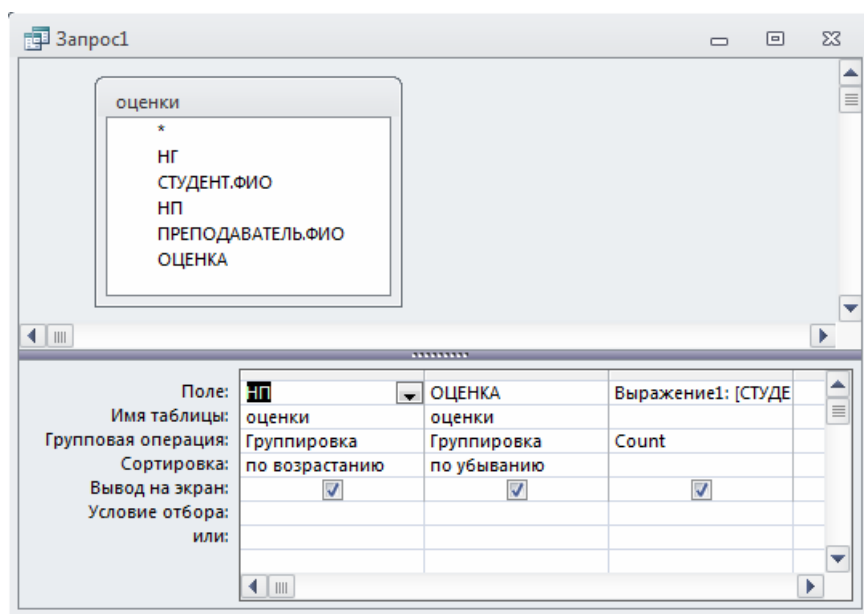 Запрос1
оценки
*
НГ
СТУДЕНТ.ФИО
НП
ПРЕПОДАВАТЕЛЬ.ФИО
ОЦЕНКА
Поле: НП ОЦЕНКА Выражение1: [СТУДЕ
Имя таблицы: оценки оценки
Групповая операция: Группировка Группировка Count
Сортировка: по возрастанию по убыванию
Вывод на экран:
Условие отбора:
или: